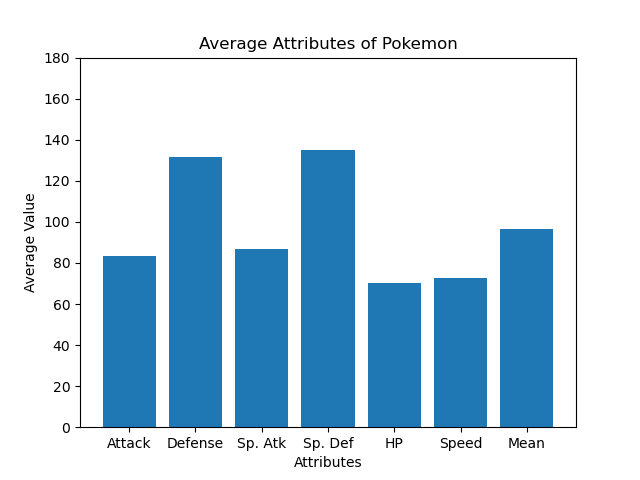 Average Attributes of Pokemon
180
160
140
120
100
80
60
40
20
0
Average Value
Attack Defense Sp. Atk Sp. Def HP Speed Mean
Attributes